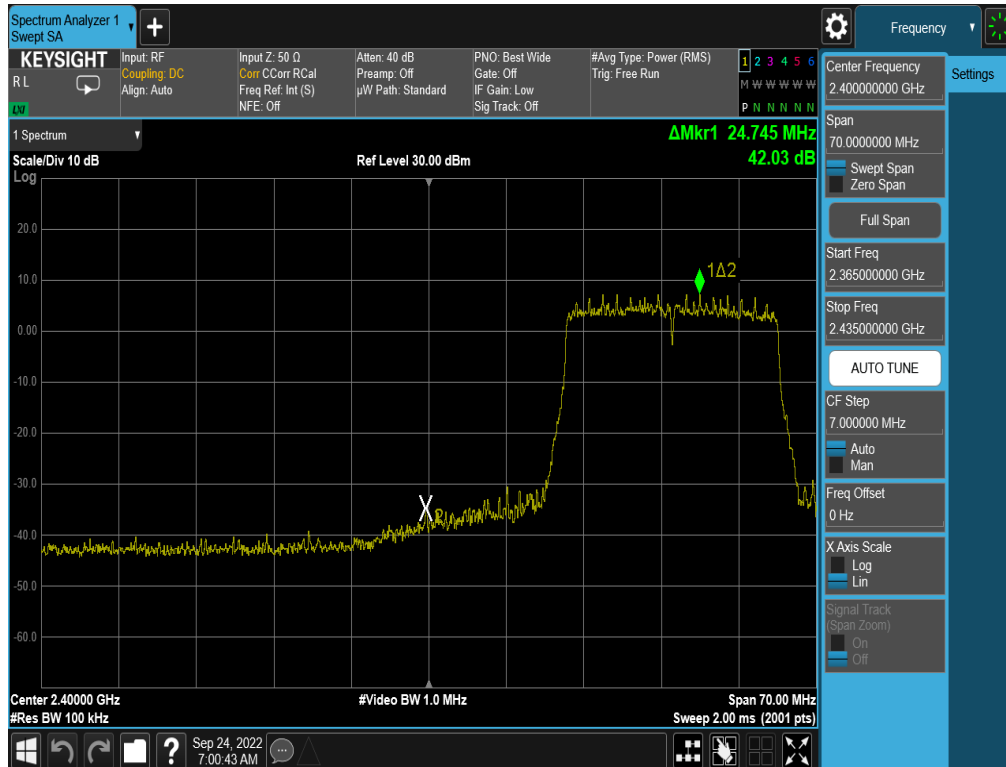 Spectrum Analyzer 1
Swept SA
Frequency
KEYSIGHT
R L
LXI
Input: RF
Coupling: DC
Align: Auto
Input Z: 50 Ω
Corr CCorr RCal
Freq Ref: Int (S)
NFE: Off
Atten: 40 dB
Preamp: Off
µW Path: Standard
PNO: Best Wide
Gate: Off
IF Gain: Low
Sig Track: Off
#Avg Type: Power (RMS)
Trig: Free Run
1 2 3 4 5 6
M W W W W W
P N N N N N
1 Spectrum
Scale/Div 10 dB
Log
Ref Level 30.00 dBm
ΔMkr1 24.745 MHz
42.03 dB
20.0
10.0
0.00
-10.0
-20.0
-30.0
-40.0
-50.0
-60.0
1Δ2
X2
Center 2.40000 GHz
#Res BW 100 kHz
#Video BW 1.0 MHz
Span 70.00 MHz
Sweep 2.00 ms (2001 pts)
Center Frequency
2.400000000 GHz
Settings
Span
70.0000000 MHz
Swept Span
Zero Span
Full Span
Start Freq
2.365000000 GHz
Stop Freq
2.435000000 GHz
AUTO TUNE
CF Step
7.000000 MHz
Auto
Man
Freq Offset
0 Hz
X Axis Scale
Log
Lin
Signal Track
(Span Zoom)
On
Off
?
Sep 24, 2022
7:00:43 AM